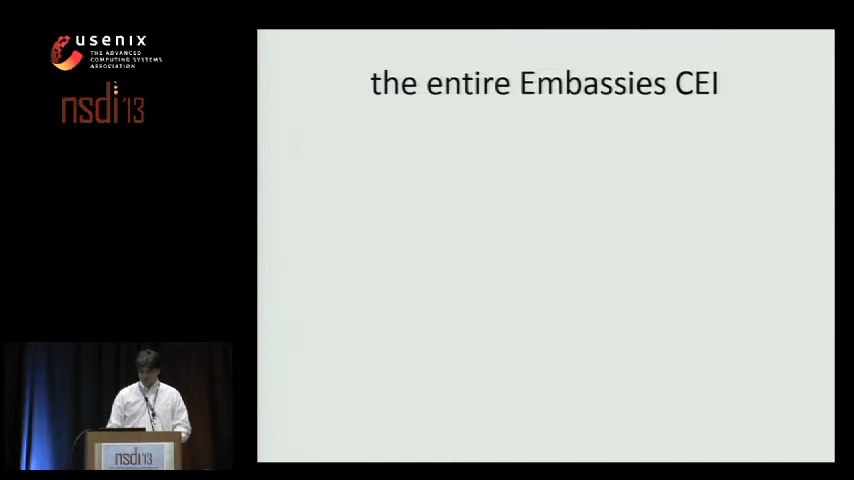 usenix
THE ADVANCED
COMPUTING SYSTEMS
ASSOCIATION
nsdi '13
the entire Embassies CEI
nsdi '13